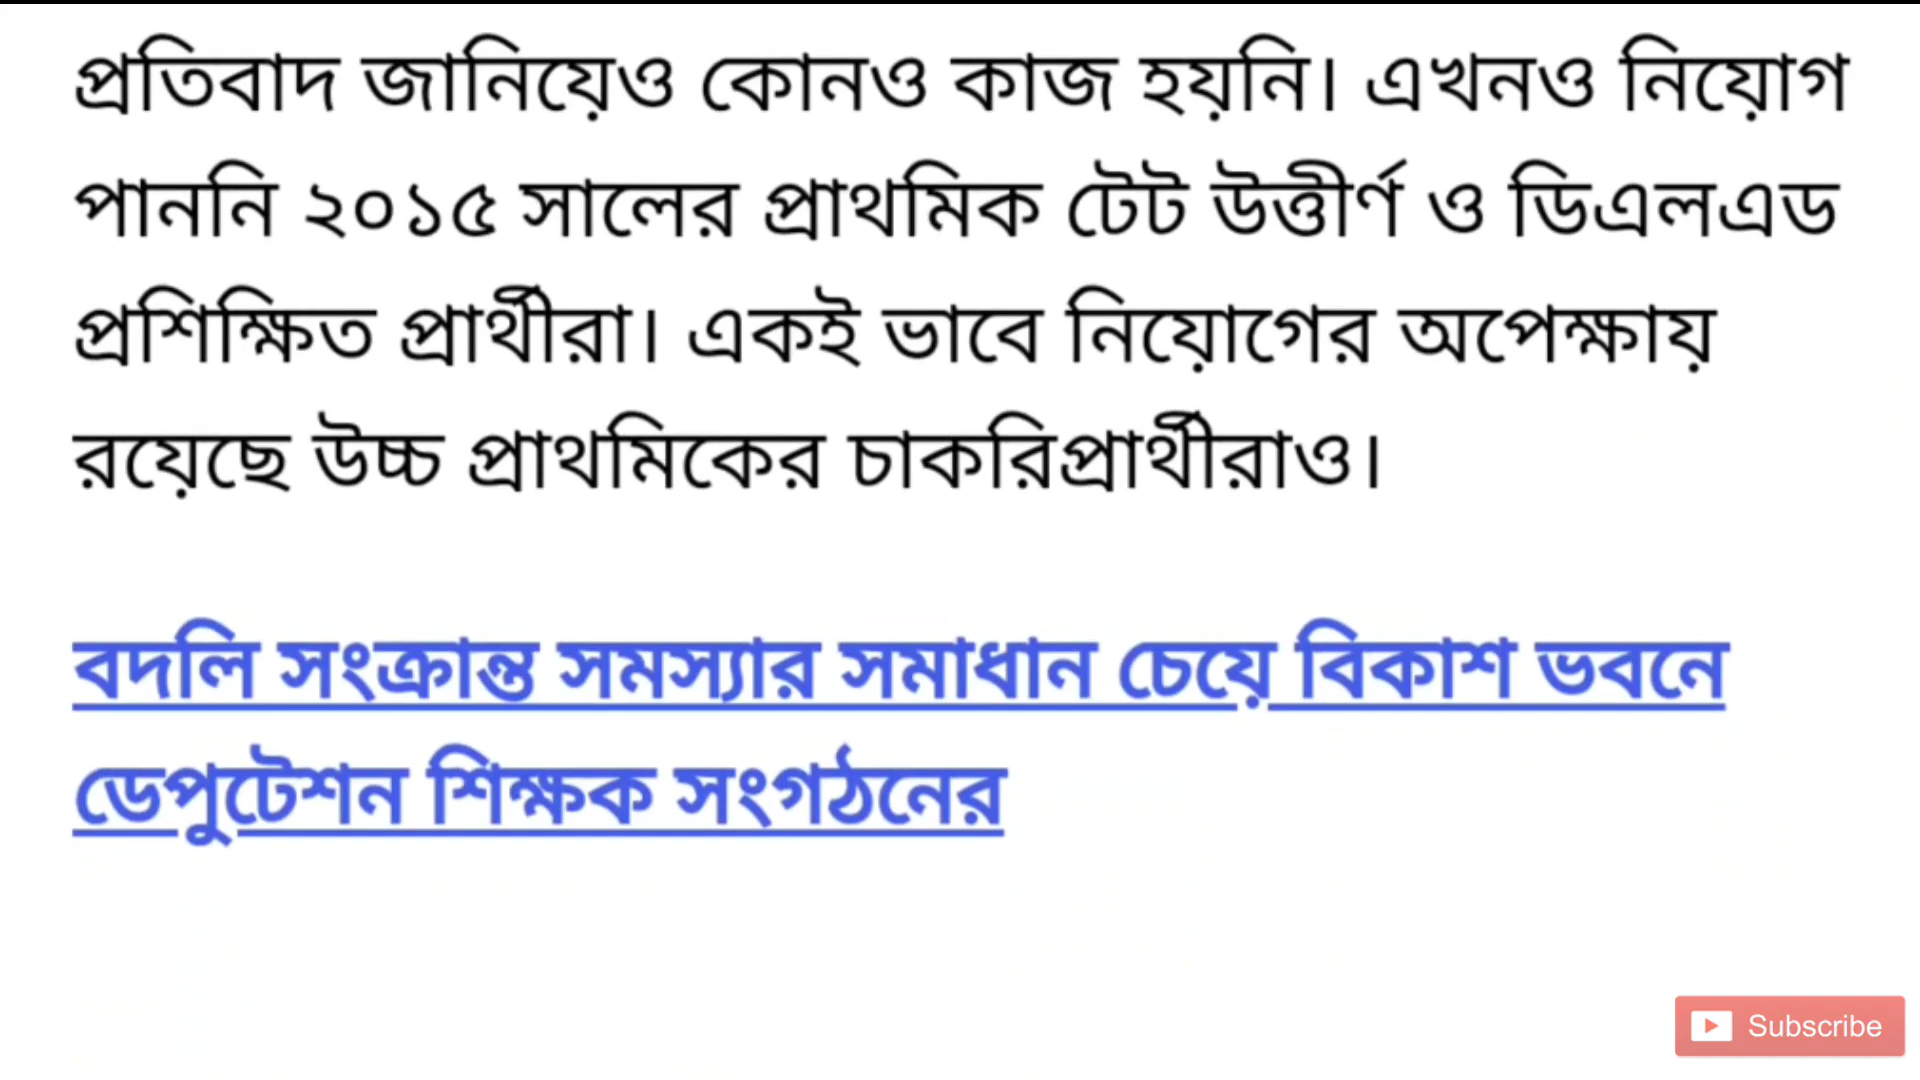 প্রতিবাদ জানিয়েও কোনও কাজ হয়নি। এখনও নিয়োগ
পাননি ২০১৫ সালের প্রাথমিক টেট উত্তীর্ণ ও ডিএলএড
প্রশিক্ষিত প্রার্থীরা। একই ভাবে নিয়োগের অপেক্ষায়
রয়েছে উচ্চ প্রাথমিকের চাকরিপ্রার্থীরাও।
বদলি সংক্রান্ত সমস্যার সমাধান চেয়ে বিকাশ ভবনে
ডেপুটেশন শিক্ষক সংগঠনের
Subscribe